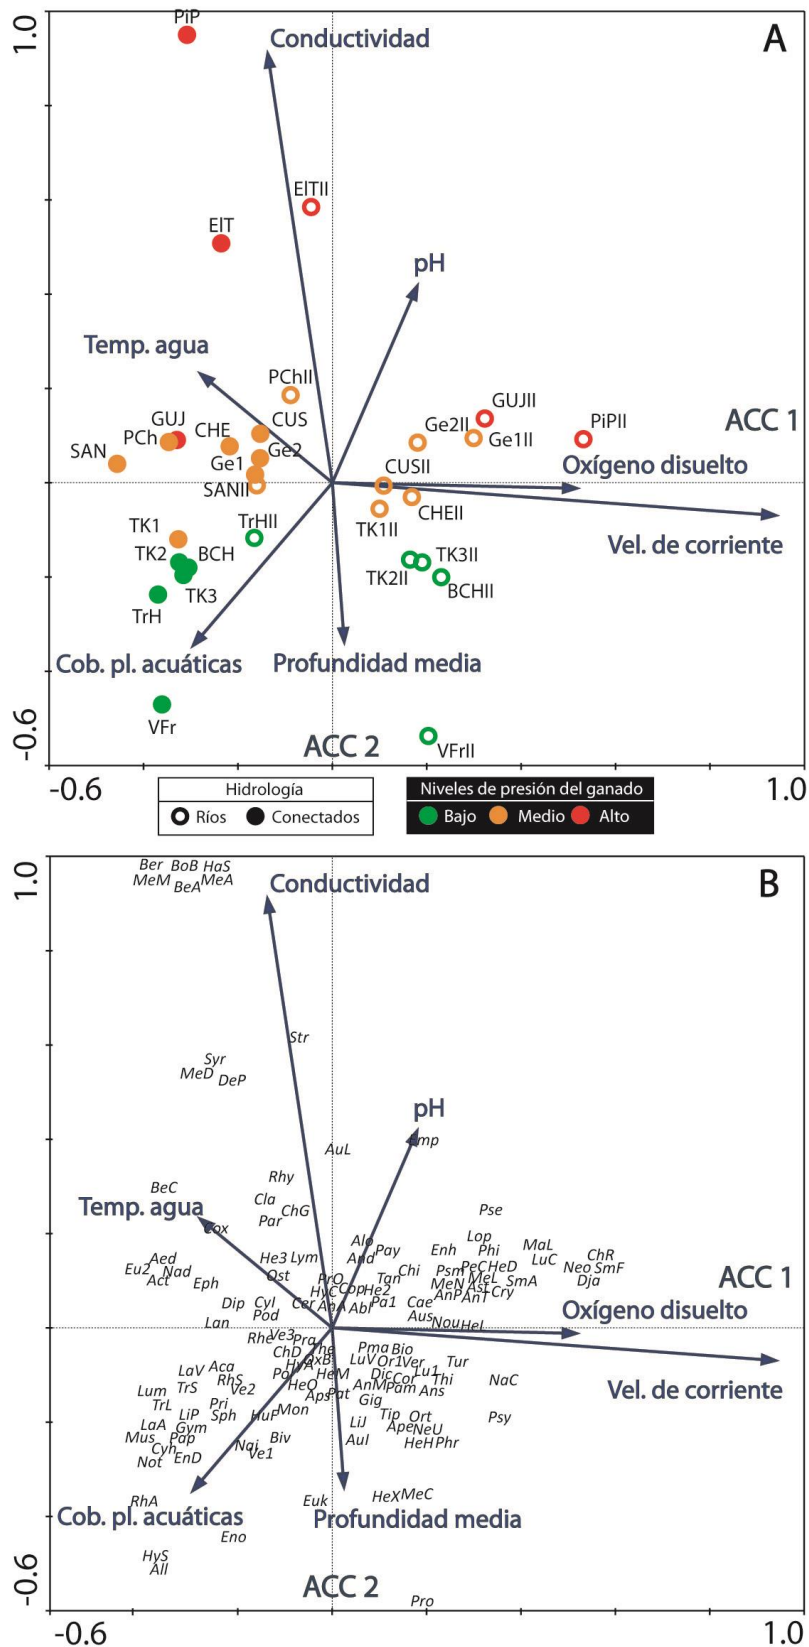 1.0
PiP
Conductividad
A
ElTII
ElT
pH
Temp. agua
PChII
GUJII
GUJ
CUS
ACC 1
PCh
CHE
Ge2II
PiPII
SAN
Ge2
Ge1II
Ge1
CUSII
Oxígeno disuelto
SANII
CHEII
TK1
TrHII
TK1II
Vel. de corriente
TK2
BCH
TK3II
TK2II
TK3
BCHII
TrH
Cob. pl. acuáticas
Profundidad media
-0.6
VFr
ACC 2
VFrII
-0.6
1.0
Hidrología
Ríos
Conectados
Niveles de presión del ganado
Bajo
Medio
Alto
1.0
Ber BoB HaS
MeM BeA MeA
Conductividad
B
Str
Syr
MeD DeP
pH
Emp
AuL
Rhy
BeC
Temp. agua
Cla
ChG
Par
Pse
Cox
Alo
Lop
MaL
Aed
He3 Lym
And
Pay
Enh
Phi
LuC
ChR
Eu2
Nad
Ost
PrO
Tan
Chi
Psm
PeC
HeD
Neo
SmF
Act
Eph
HyC
Cop
He2
MeN
MeL
SmA
Dja
ACC 1
Dip
Cyl
Cer
AnA
Abl
Pa1
Cae
AnP
AnT
Cry
Pod
Aus
Oxígeno disuelto
Lan
Nou
Hel
Rhe
Ve3
Pra
Pma
Bio
ChD
LuV
Or1
Ver
Tur
LaV
Aca
HyA
HeM
Dic
Cor
Lu1
Thi
NaC
Vel. de corriente
TrS
RhS
HeO
AnM
Pam
Ans
Lum
Ve2
Aps
Pat
TrL
Pri
Gig
LiP
Sph
HuF
Mon
Tip
Ort
Psy
LaA
Gym
LiJ
Ape
NeU
Mus
Pap
Biv
Aul
HeH
Phr
Cyh
Nai
Ve1
Not
EnD
RhA
Euk
HeX
MeC
Cob. pl. acuáticas
Profundidad media
Eno
HyS
All
ACC 2
Pro
-0.6
-0.6
1.0